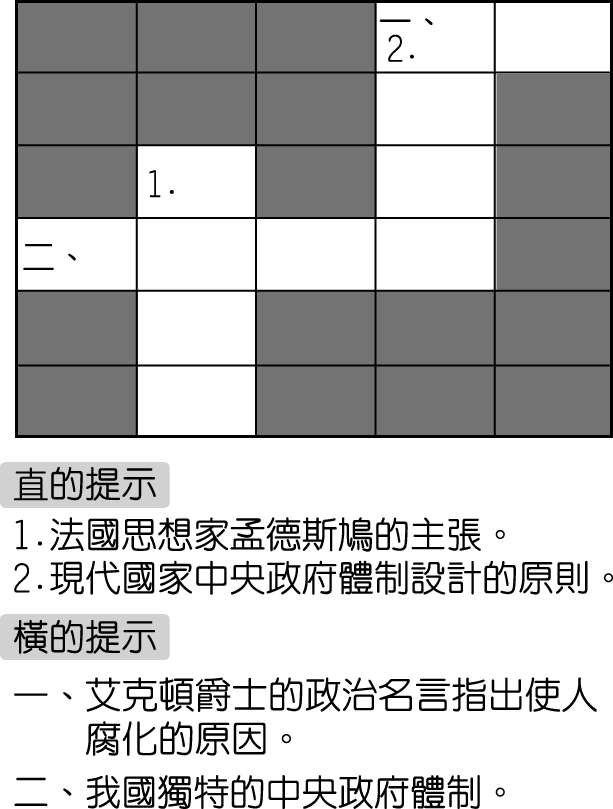 一、
2.
1.
二、
直的提示
1.法國思想家孟德斯鳩的主張。
2.現代國家中央政府體制設計的原則。
橫的提示
一、艾克頓爵士的政治名言指出使人
腐化的原因。
二、我國獨特的中央政府體制。